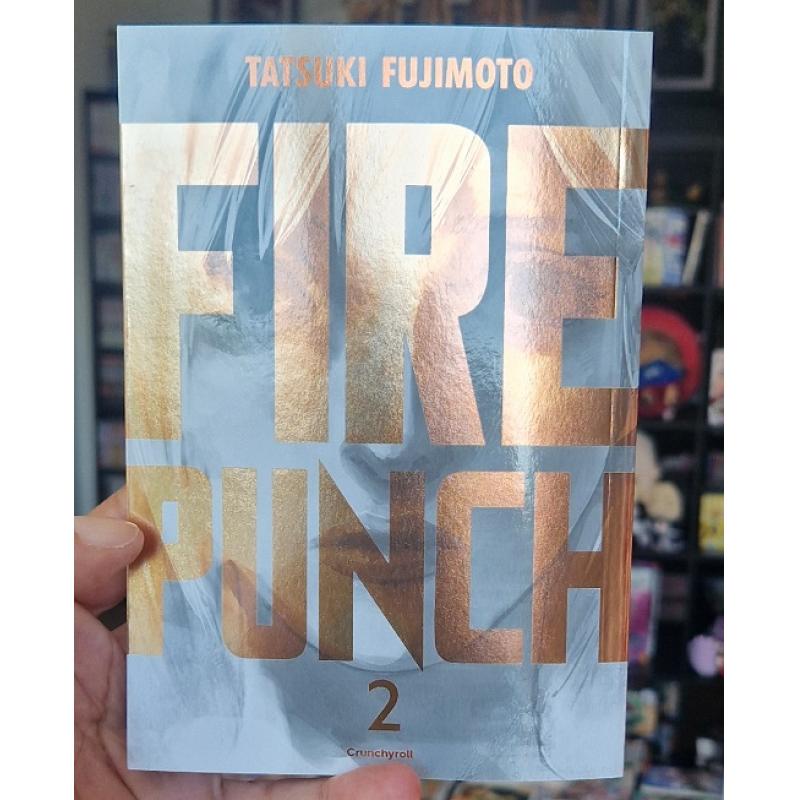 TATSUKI FUJIMOTO
FIRE
PUNCH
2
Crunchyroll